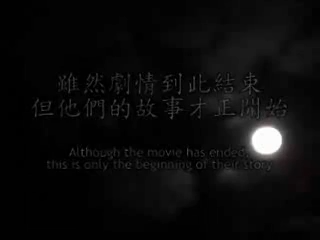 雖然劇情到此結束
但他們的故事才正開始
Although the movie has ended,
this is only the beginning of their story